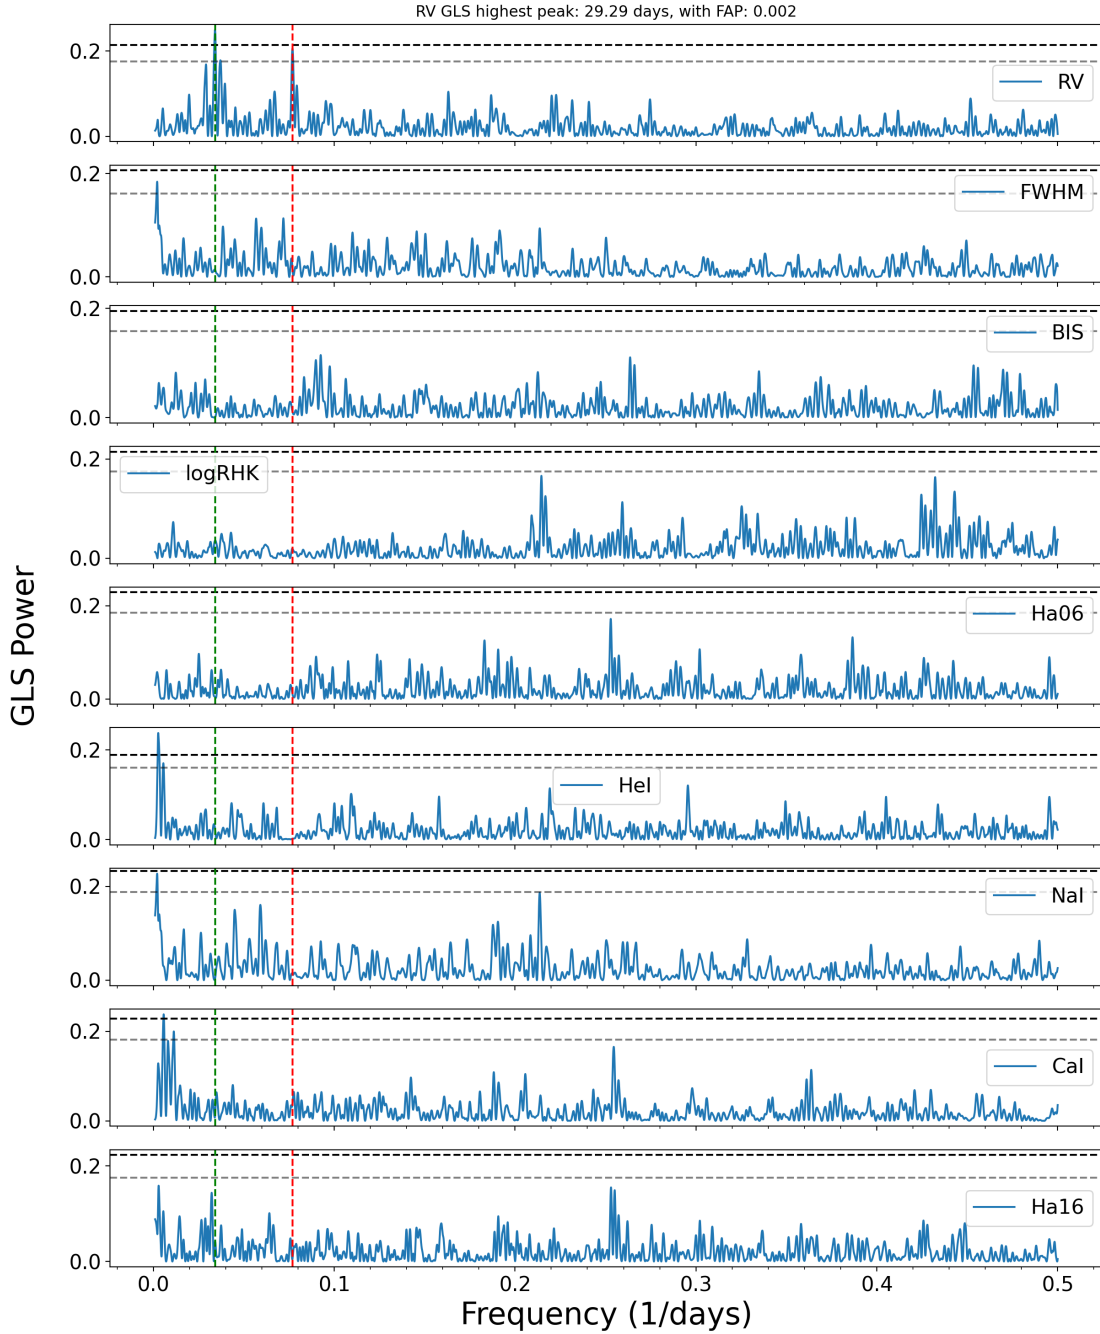 RV GLS highest peak: 29.29 days, with FAP: 0.002
0.2
0.0
RV
0.2
0.0
FWHM
0.2
0.0
BIS
0.2
0.0
logRHK
0.2
0.0
Ha06
0.2
0.0
HeI
0.2
0.0
NaI
0.2
0.0
CaI
0.2
0.0
Ha16
GLS Power
0.0 0.1 0.2 0.3 0.4 0.5
Frequency (1/days)